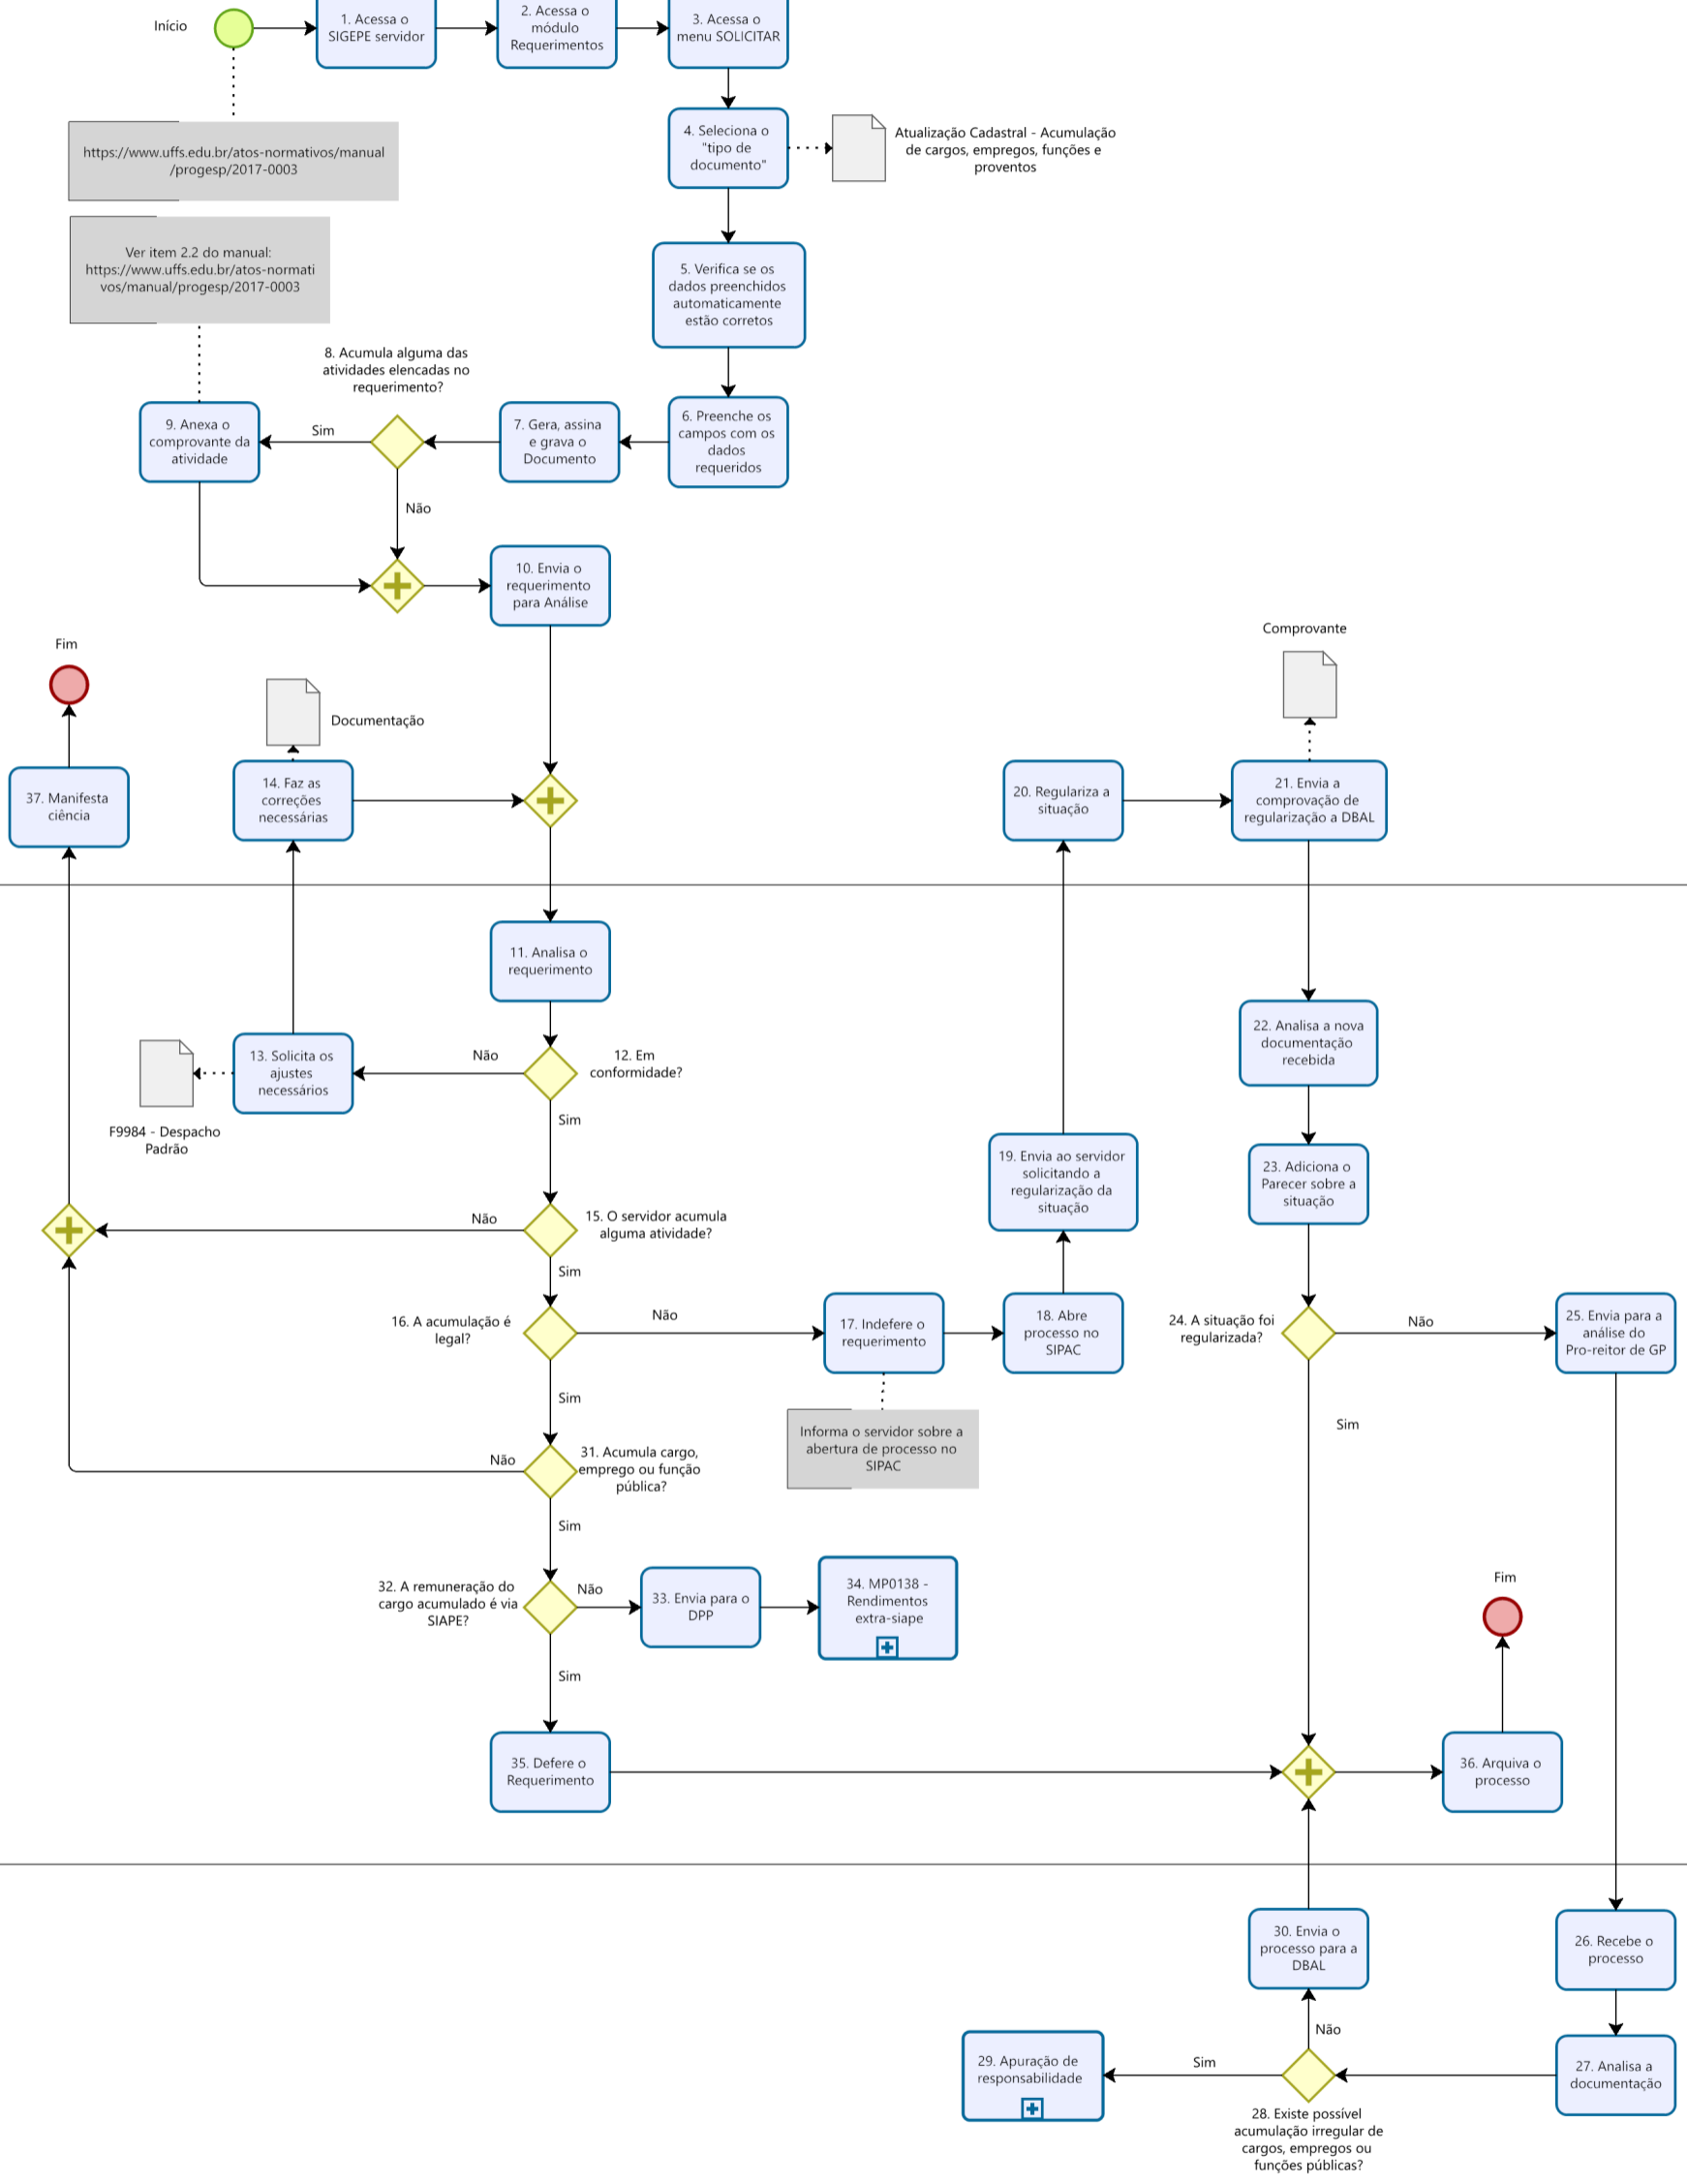 Início
1. Acessa o
SIGEPE servidor
2. Acessa o
módulo
Requerimentos
3. Acessa o
menu SOLICITAR
https://www.uffs.edu.br/atos-normativos/manual
/progesp/2017-0003
4. Seleciona o
"tipo de
documento"
Atualização Cadastral - Acumulação
de cargos, empregos, funções e
proventos
Ver item 2.2 do manual:
https://www.uffs.edu.br/atos-normati
vos/manual/progesp/2017-0003
5. Verifica se os
dados preenchidos
automaticamente
estão corretos
8. Acumula alguma das
atividades elencadas no
requerimento?
9. Anexa o
comprovante da
atividade
Sim
7. Gera, assina
e grava o
Documento
6. Preenche os
campos com os
dados
requeridos
Não
10. Envia o
requerimento
para Análise
Fim
Comprovante
Documentação
37. Manifesta
ciência
14. Faz as
correções
necessárias
20. Regulariza a
situação
21. Envia a
comprovação de
regularização a DBAL
11. Analisa o
requerimento
22. Analisa a nova
documentação
recebida
13. Solicita os
ajustes
necessários
Não
12. Em
conformidade?
Sim
F9984 - Despacho
Padrão
19. Envia ao servidor
solicitando a
regularização da
situação
23. Adiciona o
Parecer sobre a
situação
Não
15. O servidor acumula
alguma atividade?
Sim
16. A acumulação é
legal?
Não
17. Indefere o
requerimento
18. Abre
processo no
SIPAC
24. A situação foi
regularizada?
Não
25. Envia para a
análise do
Pro-reitor de GP
Sim
Sim
Informa o servidor sobre a
abertura de processo no
SIPAC
Não
31. Acumula cargo,
emprego ou função
pública?
Sim
32. A remuneração do
cargo acumulado é via
SIAPE?
Não
33. Envia para o
DPP
34. MP0138 -
Rendimentos
extra-siape
Fim
Sim
35. Defere o
Requerimento
36. Arquiva o
processo
30. Envia o
processo para a
DBAL
26. Recebe o
processo
Não
29. Apuração de
responsabilidade
Sim
27. Analisa a
documentação
28. Existe possível
acumulação irregular de
cargos, empregos ou
funções públicas?